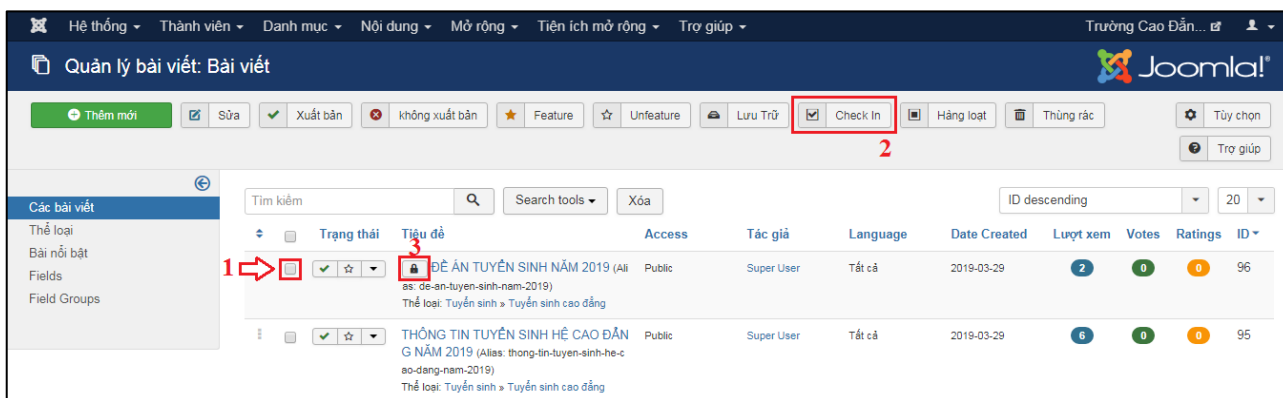 Hệ thống Thành viên Danh mục Nội dung Mở rộng Tiện ích mở rộng Trợ giúp Trường Cao Đẳn...
Quản lý bài viết: Bài viết Joomla!®
Thêm mới Sửa Xuất bản không xuất bản Feature Unfeature Lưu Trữ Check In Hàng loạt Thùng rác Tùy chọn
2 Trợ giúp
Các bài viết
Thể loại
Bài nổi bật
Fields
Field Groups
Tìm kiếm Search tools Xóa ID descending 20
Trạng thái Tiêu đề Access Tác giả Language Date Created Lượt xem Votes Ratings ID
3
1 ĐỀ ÁN TUYỂN SINH NĂM 2019 (Ali Public Super User Tất cả 2019-03-29 2 0 0 96
as: de-an-tuyen-sinh-nam-2019)
Thể loại: Tuyển sinh » Tuyển sinh cao đẳng
THÔNG TIN TUYỂN SINH HỆ CAO ĐẲN Public Super User Tất cả 2019-03-29 6 0 0 95
G NĂM 2019 (Alias: thong-tin-tuyen-sinh-he-c
ao-dang-nam-2019)
Thể loại: Tuyển sinh » Tuyển sinh cao đẳng